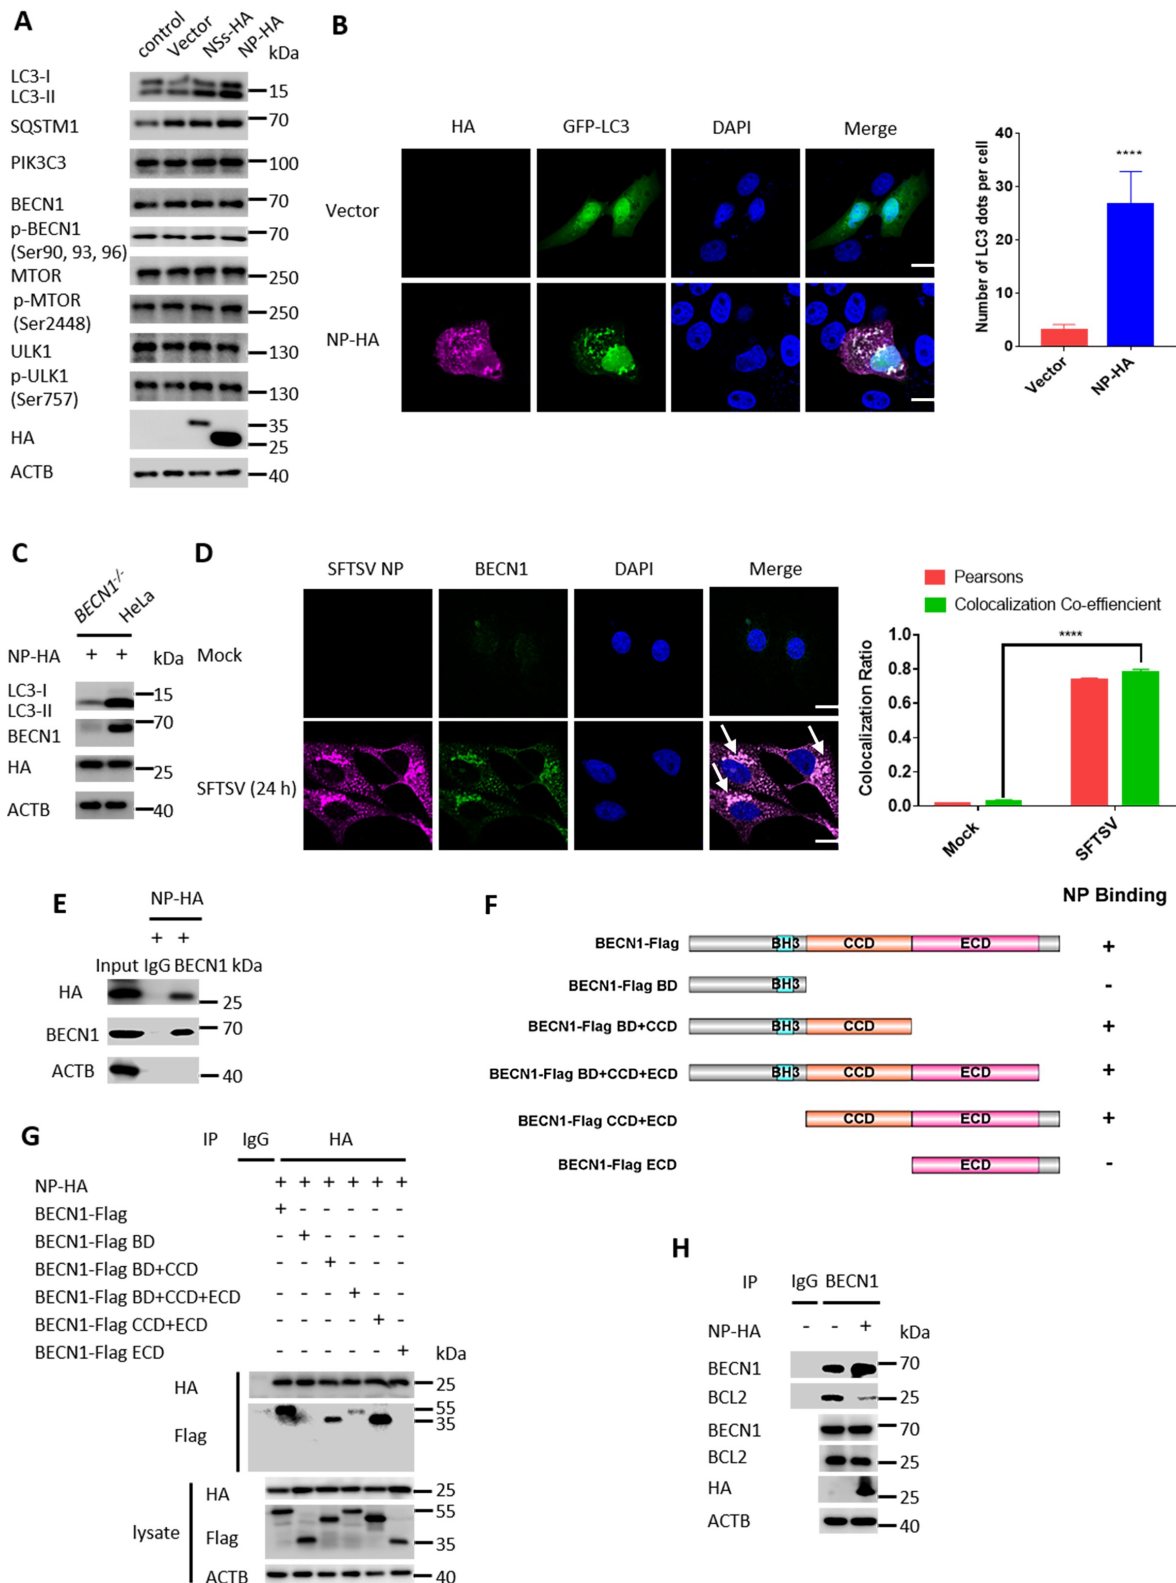 A
control Vector NSs-HA NP-HA kDa
LC3-I
LC3-II
15
SQSTM1 70
PIK3C3 100
BECN1 70
p-BECN1 70
(Ser90, 93, 96)
MTOR 250
p-MTOR
(Ser2448) 250
ULK1 130
p-ULK1
(Ser757) 130
HA 35
25
ACTB 40
B
HA GFP-LC3 DAPI Merge
Vector
NP-HA
Number of LC3 dots per cell
40
30
20
10
0
****
Vector NP-HA
C
BECN1-/- HeLa
NP-HA + + kDa
LC3-I 15
LC3-II
BECN1 70
HA 25
ACTB 40
D
SFTSV NP BECN1 DAPI Merge
Mock
SFTSV (24 h)
Pearsons
Colocalization Co-effiencient
Colocalization Ratio
1.0
0.8
0.6
0.4
0.2
0.0
****
Mock SFTSV
E
NP-HA
+ +
Input IgG BECN1 kDa
HA 25
BECN1 70
ACTB 40
F
NP Binding
BECN1-Flag BH3 CCD ECD +
BECN1-Flag BD BH3 -
BECN1-Flag BD+CCD BH3 CCD +
BECN1-Flag BD+CCD+ECD BH3 CCD ECD +
BECN1-Flag CCD+ECD CCD ECD +
BECN1-Flag ECD ECD -
G
IP IgG HA
NP-HA + + + + + +
BECN1-Flag + - - - - -
BECN1-Flag BD - + - - - -
BECN1-Flag BD+CCD - - + - - -
BECN1-Flag BD+CCD+ECD - - - + - -
BECN1-Flag CCD+ECD - - - - + -
BECN1-Flag ECD - - - - - + kDa
HA 25
Flag 55
35
lysate
HA 25
Flag 55
35
ACTB 40
H
IP IgG BECN1
NP-HA - - + kDa
BECN1 70
BCL2 25
BECN1 70
BCL2 25
HA 25
ACTB 40